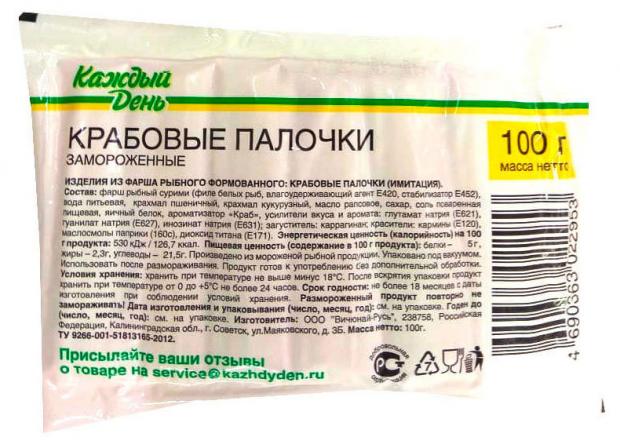 Каждый
День
КРАБОВЫЕ ПАЛОЧКИ
ЗАМОРОЖЕННЫЕ
100 г
масса нетто
ИЗДЕЛИЯ ИЗ ФАРША РЫБНОГО ФОРМОВАННОГО: КРАБОВЫЕ ПАЛОЧКИ (ИМИТАЦИЯ).
Состав: фарш рыбный сурими (филе белых рыб, влагоудерживающий агент Е420, стабилизатор Е452),
вода питьевая, крахмал пшеничный, крахмал кукурузный, масло рапсовое, сахар, соль поваренная
пищевая, яичный белок, ароматизатор «Краб», усилители вкуса и аромата: глутамат натрия (Е621),
гуанилат натрия (Е627), инозинат натрия (Е631); загуститель: каррагинан; красители: кармины (Е120),
маслосмолы паприки (160с), диоксид титана (Е171). Энергетическая ценность (калорийность) на 100
г продукта: 530 кДж / 126,7 ккал. Пищевая ценность (содержание в 100 г продукта): белки – 5 г,
жиры – 2,3г, углеводы – 21,5г. Произведено из мороженой рыбной продукции. Упаковано под вакуумом.
Использовать после размораживания. Продукт готов к употреблению без дополнительной обработки.
Условия хранения: хранить при температуре не выше минус 18°С. После вскрытия упаковки продукт
хранить при температуре от 0 до +5°С не более 24 часов. Срок годности: не более 18 месяцев с даты
изготовления при соблюдении условий хранения. Размороженный продукт повторно не
замораживать! Дата изготовления и упаковывания (число, месяц, год): см. на упаковке. Годен до
(число, месяц, год): см. на упаковке. Изготовитель: ООО "Вичюнай-Русь", 238758, Российская
Федерация, Калининградская обл., г. Советск, ул.Маяковского, д. 3Б. Масса нетто: 100г.
ТУ 9266-001-51813165-2012.
Присылайте ваши отзывы
о товаре на service@kazhdyden.ru
4 690363 022953